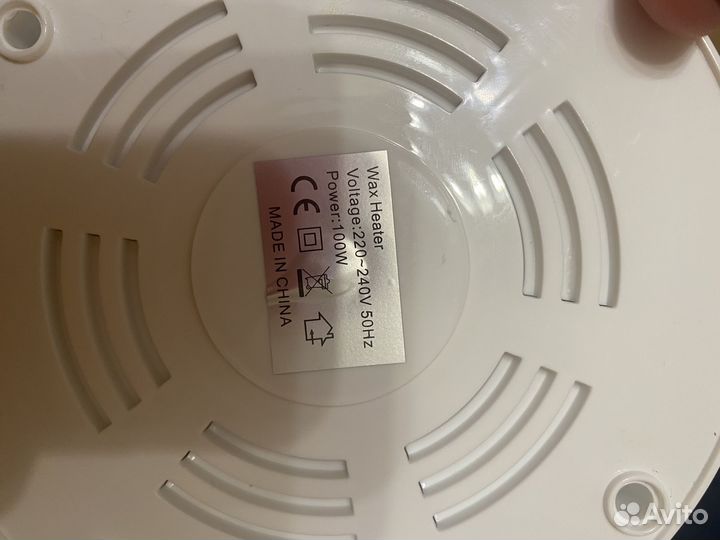 Wax Heater
Voltage:220~240V 50Hz
Power:100W
CE
MADE IN CHINA
Avito